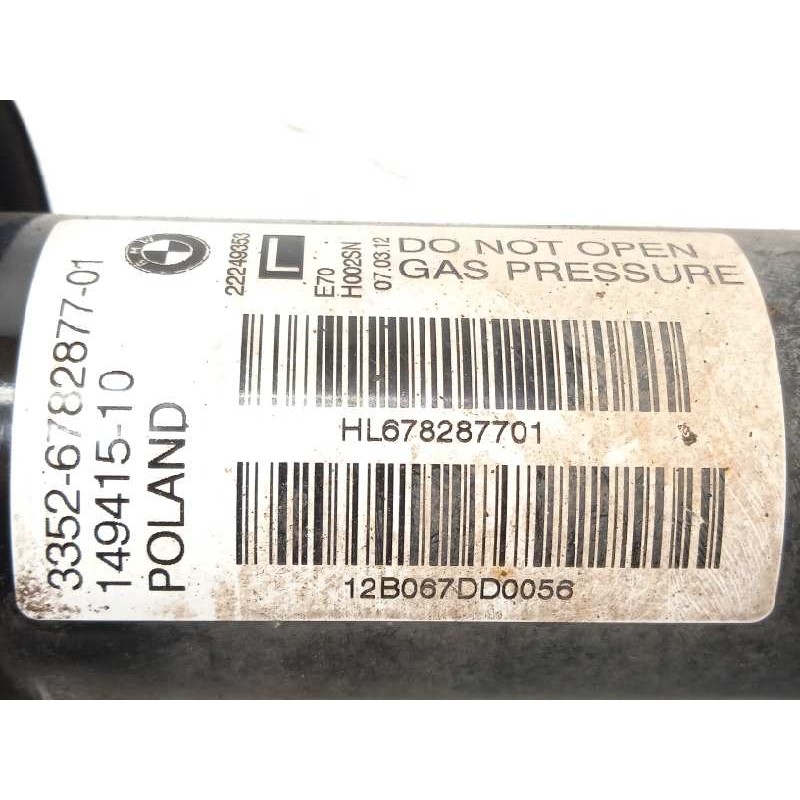 BMW
3352-6782877-01
149415-10
POLAND
22249353
L
E70
H002SN
07.03.12
DO NOT OPEN
GAS PRESSURE
HL678287701
12B067DD0056